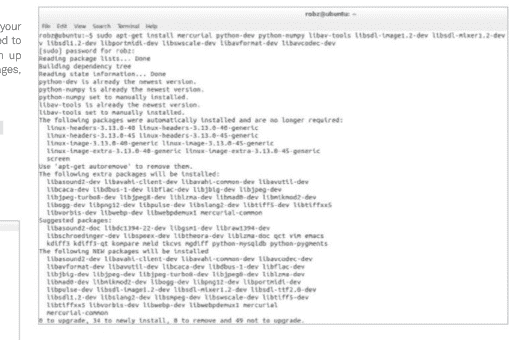 your
ed to
n up
ges,
robz@ubuntu: ~
File Edit View Search Terminal Help
robz@ubuntu:~$ sudo apt-get install mercurial python-dev python-numpy libav-tools libsdl-image1.2-dev libsdl-mixer1.2-dev
v libsdl1.2-dev libportmidi-dev libswscale-dev libavformat-dev libavcodec-dev
[sudo] password for robz:
Reading package lists... Done
Building dependency tree
Reading state information... Done
python-dev is already the newest version.
python-numpy is already the newest version.
python-numpy set to manually installed.
libav-tools is already the newest version.
libav-tools set to manually installed.
The following packages were automatically installed and are no longer required:
linux-headers-3.13.0-40 linux-headers-3.13.0-40-generic
linux-headers-3.13.0-45 linux-headers-3.13.0-45-generic
linux-image-3.13.0-40-generic linux-image-3.13.0-45-generic
linux-image-extra-3.13.0-40-generic linux-image-extra-3.13.0-45-generic
screen
Use 'apt-get autoremove' to remove them.
The following extra packages will be installed:
libasound2-dev libavahi-client-dev libavahi-common-dev libavutil-dev
libcaca-dev libdbus-1-dev libflac-dev libjbig-dev libjpeg-dev
libjpeg-turbo8-dev libjpeg8-dev liblzma-dev libmad0-dev libmikmod2-dev
libogg-dev libpng12-dev libpulse-dev libslang2-dev libtiff5-dev libtiffxx5
libvorbis-dev libwebp-dev libwebpdemux1 mercurial-common
Suggested packages:
libasound2-doc libdc1394-22-dev libgsm1-dev libraw1394-dev
libschroedinger-dev libspeex-dev libtheora-dev liblzma-doc qct vim emacs
kdiff3 kdiff3-qt kompare meld tkcvs mgdiff python-mysqldb python-pygments
The following NEW packages will be installed
libasound2-dev libavahi-client-dev libavahi-common-dev libavcodec-dev
libavformat-dev libavutil-dev libcaca-dev libdbus-1-dev libflac-dev
libjbig-dev libjpeg-dev libjpeg-turbo8-dev libjpeg8-dev liblzma-dev
libmad0-dev libmikmod2-dev libogg-dev libpng12-dev libportmidi-dev
libpulse-dev libsdl-image1.2-dev libsdl-mixer1.2-dev libsdl-ttf2.0-dev
libsdl1.2-dev libslang2-dev libsmpeg-dev libswscale-dev libtiff5-dev
libtiffxx5 libvorbis-dev libwebp-dev libwebpdemux1 mercurial
mercurial-common
0 to upgrade, 34 to newly install, 0 to remove and 49 not to upgrade.